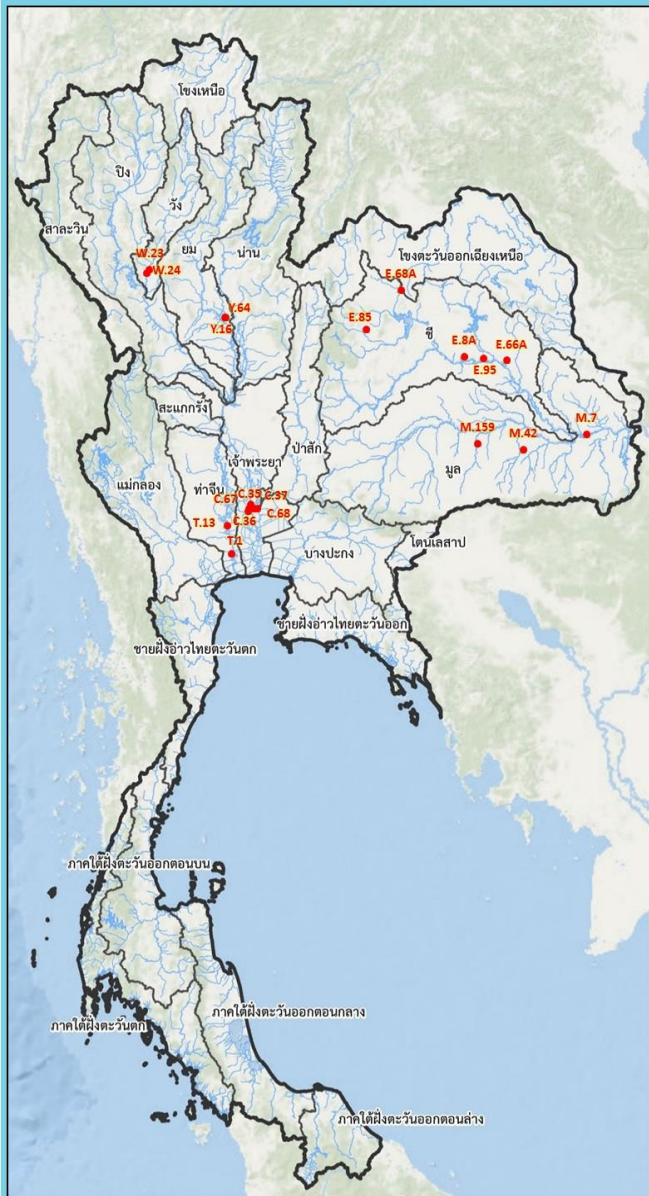 โขงเหนือ
ปิง
วัง
สาละวิน
ยม
น่าน
W.23
W.24
โขงตะวันออกเฉียงเหนือ
E.68A
Y.64
Y.16
E.85
ชี
E.8A
E.66A
E.95
สะแกกรัง
M.7
M.159
M.42
ป่าสัก
เจ้าพระยา
มูล
แม่กลอง
ท่าจีน
C.35
C.37
C.67
C.36
C.68
T.13
T.1
โตนเลสาป
บางปะกง
ชายฝั่งอ่าวไทยตะวันออก
ชายฝั่งอ่าวไทยตะวันตก
ภาคใต้ฝั่งตะวันออกตอนบน
ภาคใต้ฝั่งตะวันออกตอนกลาง
ภาคใต้ฝั่งตะวันตก
ภาคใต้ฝั่งตะวันออกตอนล่าง